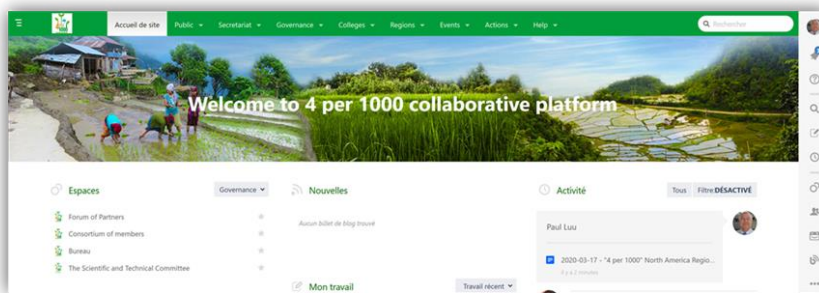 Accueil de site Public Secretariat Governance Colleges Regions Events Actions Help Rechercher
Welcome to 4 per 1000 collaborative platform
Espaces Governance
Forum of Partners
Consortium of members
Bureau
The Scientific and Technical Committee
Nouvelles
Aucun billet de blog trouvé
Mon travail Travail récent
Activité Tous Filtre DÉSACTIVÉ
Paul Luu
2020-03-17 - "4 per 1000" North America Regio...
il y a 2 minutes